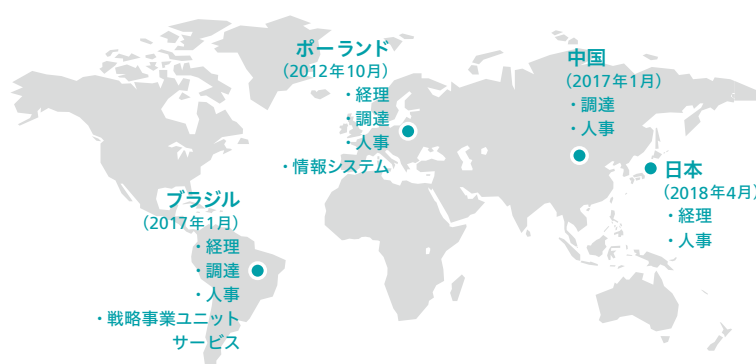 ポーランド
（2012年10月）
・経理
・調達
・人事
・情報システム
中国
（2017年1月）
・調達
・人事
日本
（2018年4月）
・経理
・人事
ブラジル
（2017年1月）
・経理
・調達
・人事
・戦略事業ユニット
サービス